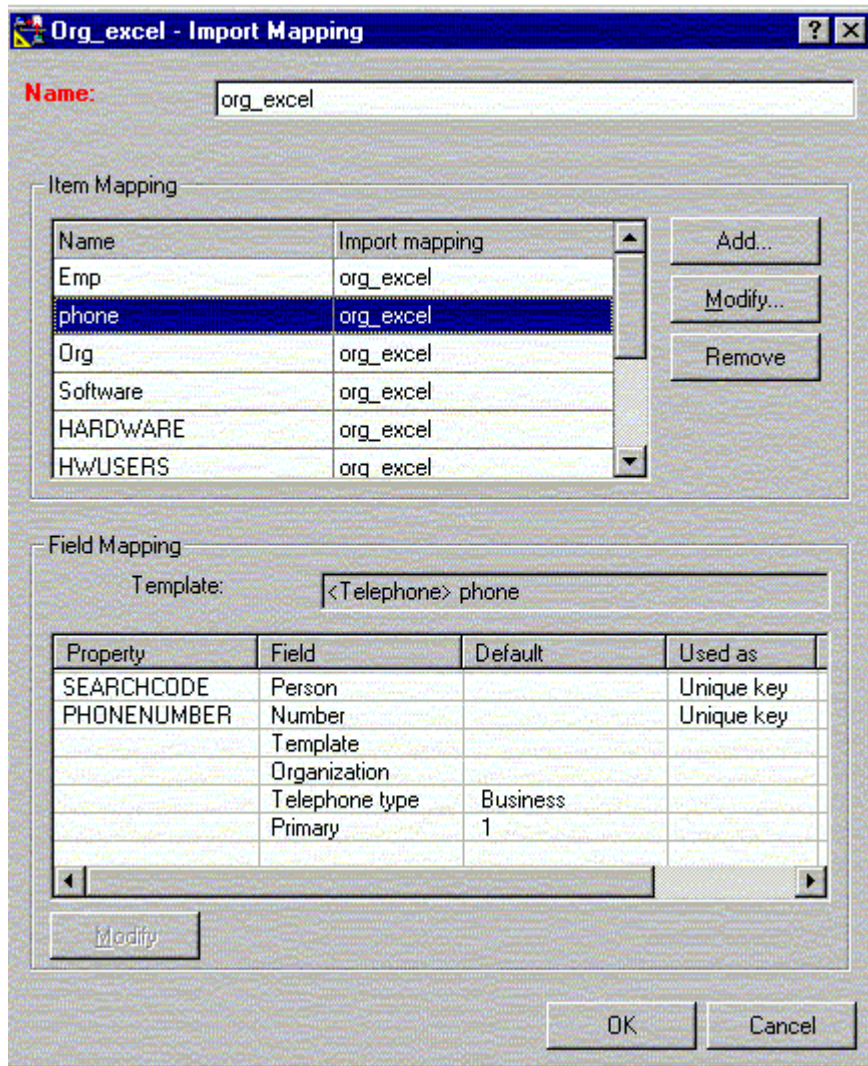 Org_excel - Import Mapping
Name: org_excel
Item Mapping
Name Import mapping
Emp org_excel
phone org_excel
Org org_excel
Software org_excel
HARDWARE org_excel
HWUSERS org_excel
Add...
Modify...
Remove
Field Mapping
Template: <Telephone> phone
Property Field Default Used as
SEARCHCODE Person Unique key
PHONENUMBER Number Unique key
Template
Organization
Telephone type Business
Primary 1
Modify
OK Cancel